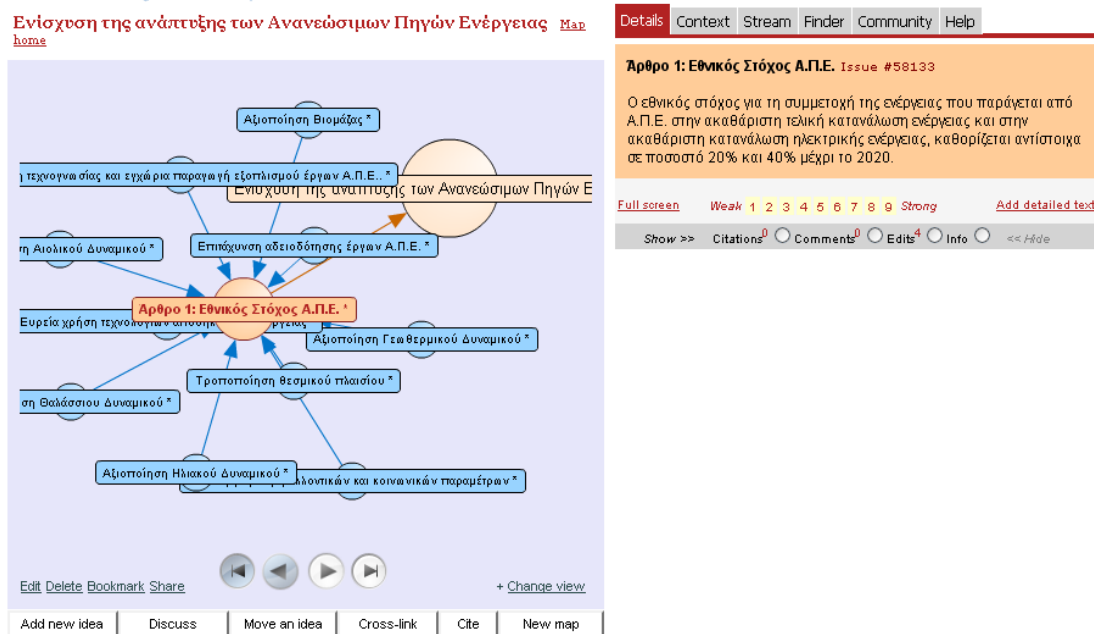 Ενίσχυση της ανάπτυξης των Ανανεώσιμων Πηγών Ενέργειας Map
home
Αξιοποίηση Βιομάζας *
τεχνογνωσίας και εγχώρια παραγωγή εξοπλισμού έργων Α.Π.Ε.. *
Ενίσχυση της ανάπτυξης των Ανανεώσιμων Πηγών Ε
ση Αιολικού Δυναμικού *
Επιτάχυνση αδειοδότησης έργων Α.Π.Ε. *
Άρθρο 1: Εθνικός Στόχος Α.Π.Ε. *
Ευρεία χρήση
Αξιοποίηση Γεωθερμικού Δυναμικού *
Τροποποίηση θεσμικού πλαισίου *
ση Θαλάσσιου Δυναμικού *
Αξιοποίηση Ηλιακού Δυναμικού *
και κοινωνικών παραμέτρων *
Edit Delete Bookmark Share
+ Change view
Add new idea Discuss Move an idea Cross-link Cite New map
Details Context Stream Finder Community Help
Άρθρο 1: Εθνικός Στόχος Α.Π.Ε. Issue #58133
Ο εθνικός στόχος για τη συμμετοχή της ενέργειας που παράγεται από
Α.Π.Ε. στην ακαθάριστη τελική κατανάλωση ενέργειας και στην
ακαθάριστη κατανάλωση ηλεκτρικής ενέργειας, καθορίζεται αντίστοιχα
σε ποσοστό 20% και 40% μέχρι το 2020.
Full screen Weak 1 2 3 4 5 6 7 8 9 Strong Add detailed text
Show >> Citations0 Comments0 Edits4 Info << Hide